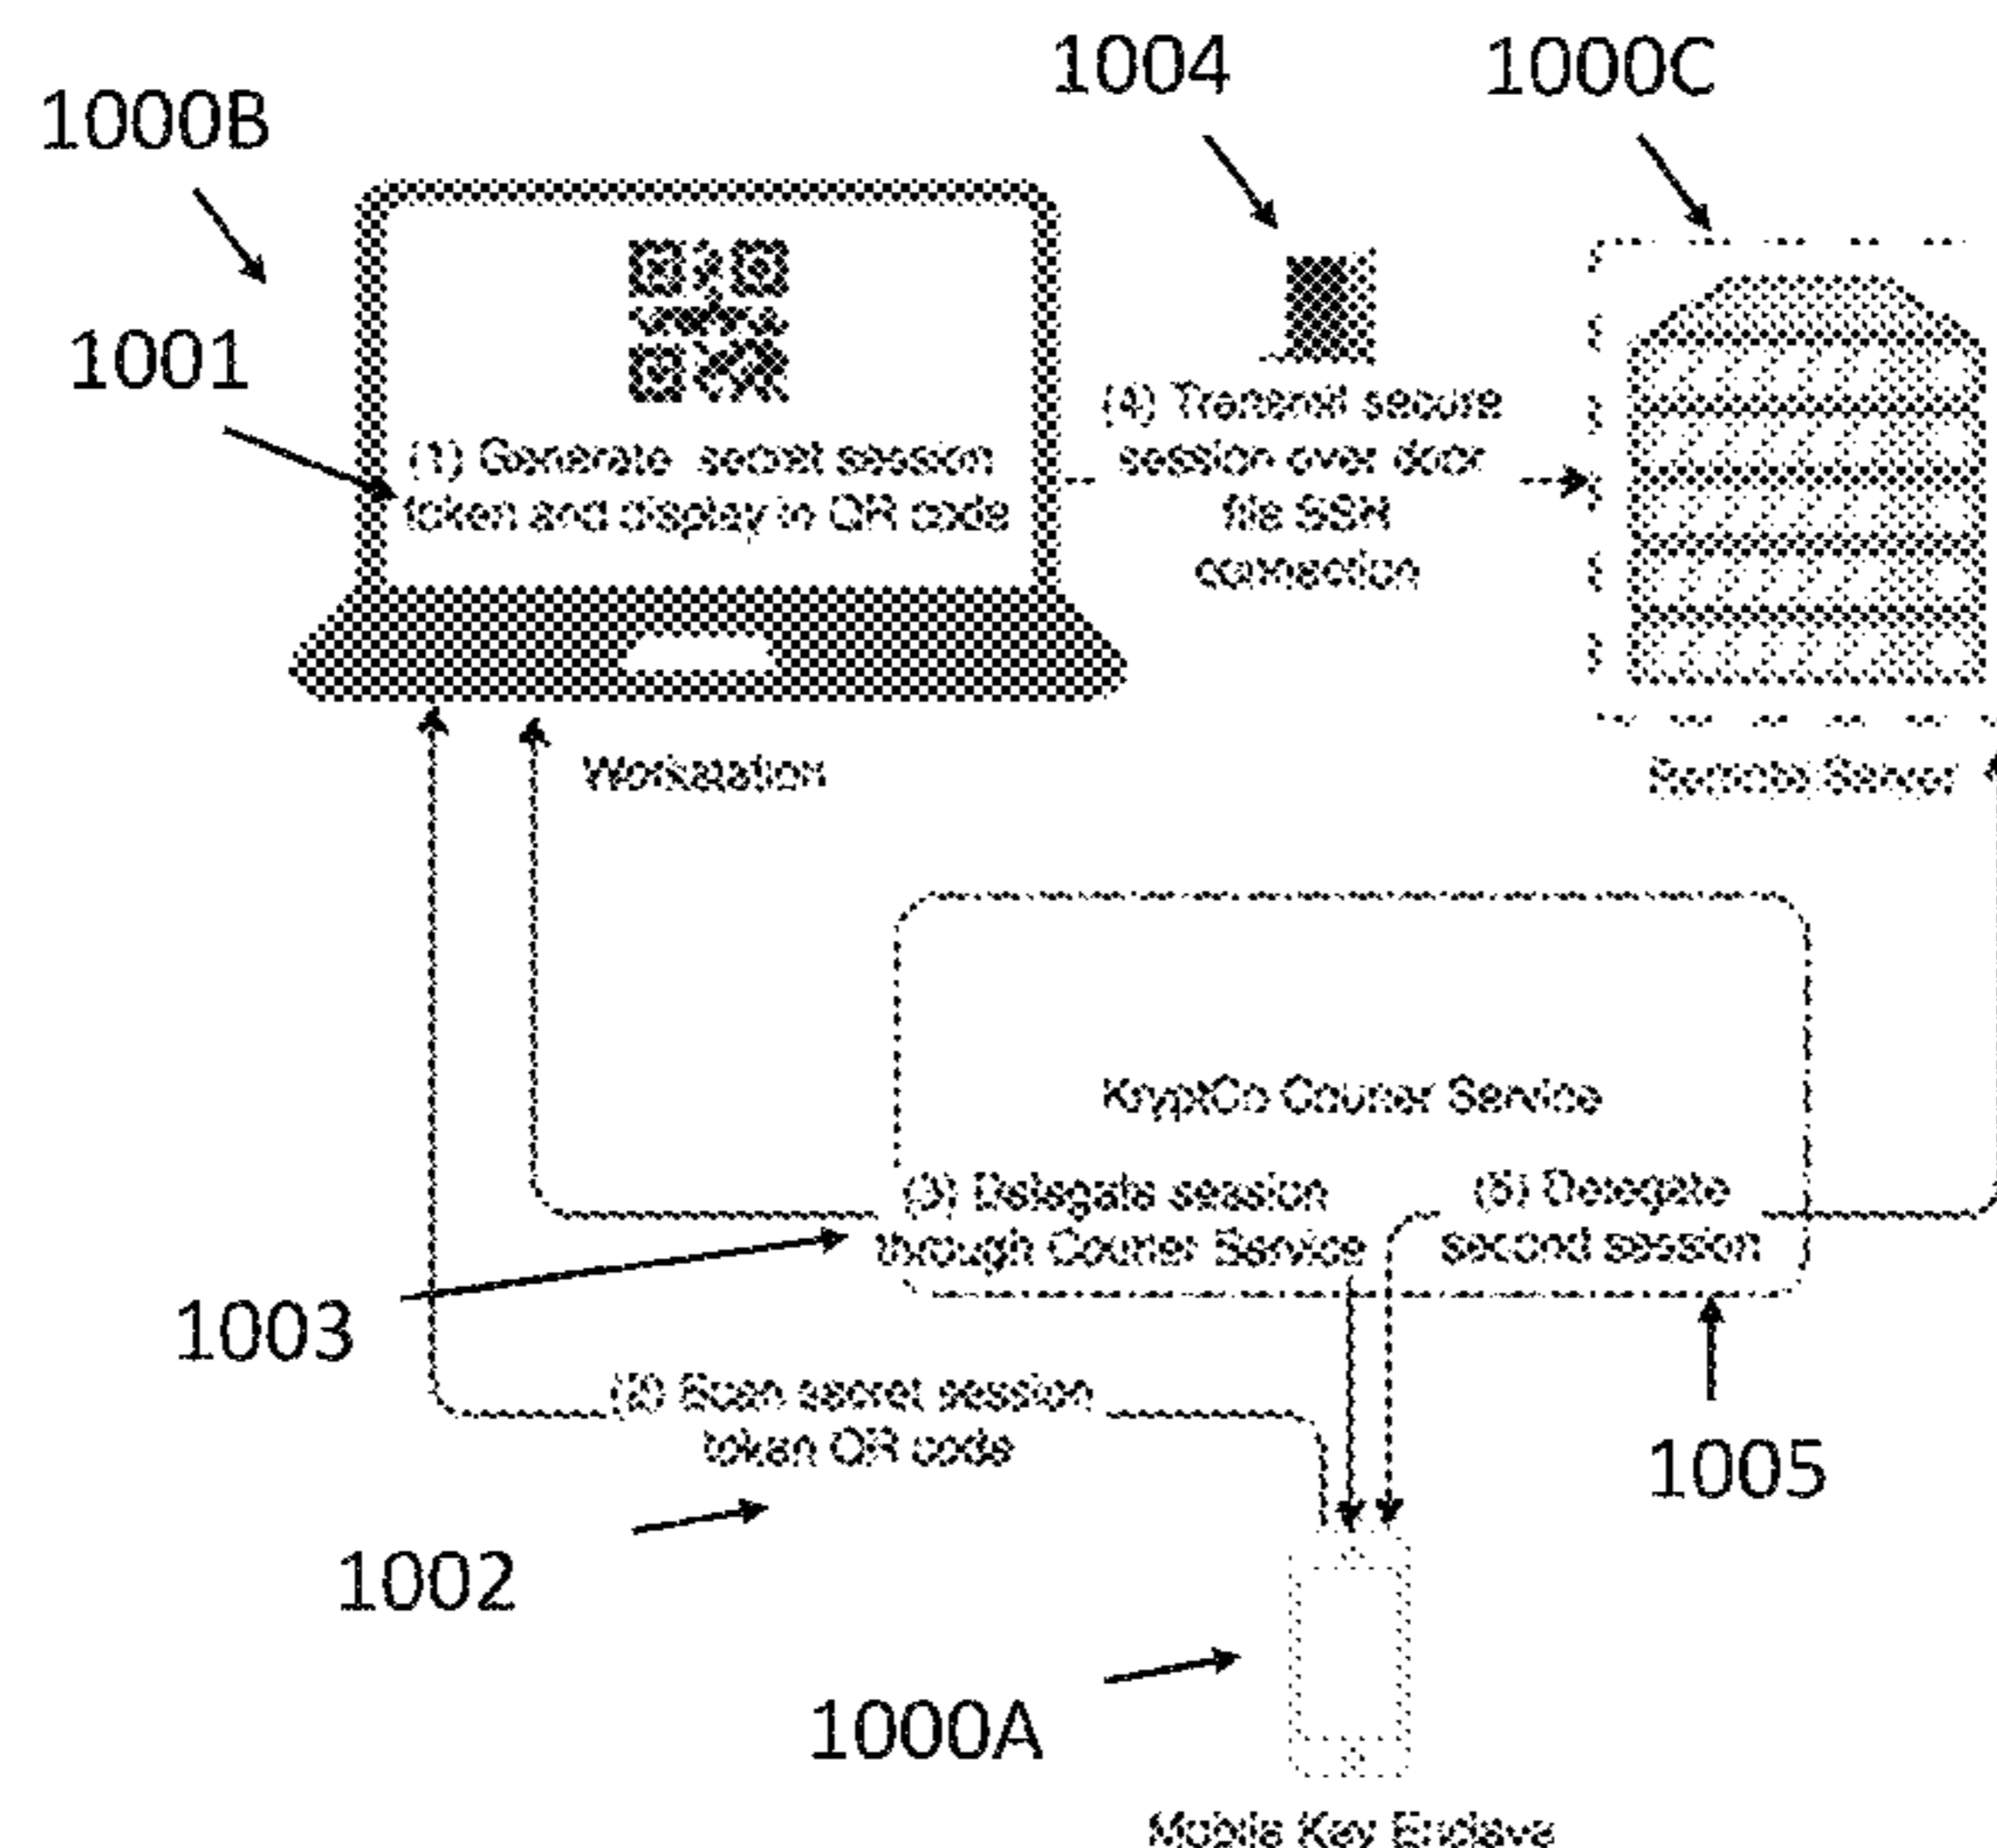 1004
1000C
1000B
1001
(1) Generate secret session
token and display in QR code
(4) Transmit secure
session over door
file SSH
connection
Workstation
Remote Server
KryptCo Courier Service
(3) Delegate session
through Courier Service
(5) Delegate
second session
1003
(2) Scan secret session
token QR code
1005
1002
1000A
Mobile Key Enclave